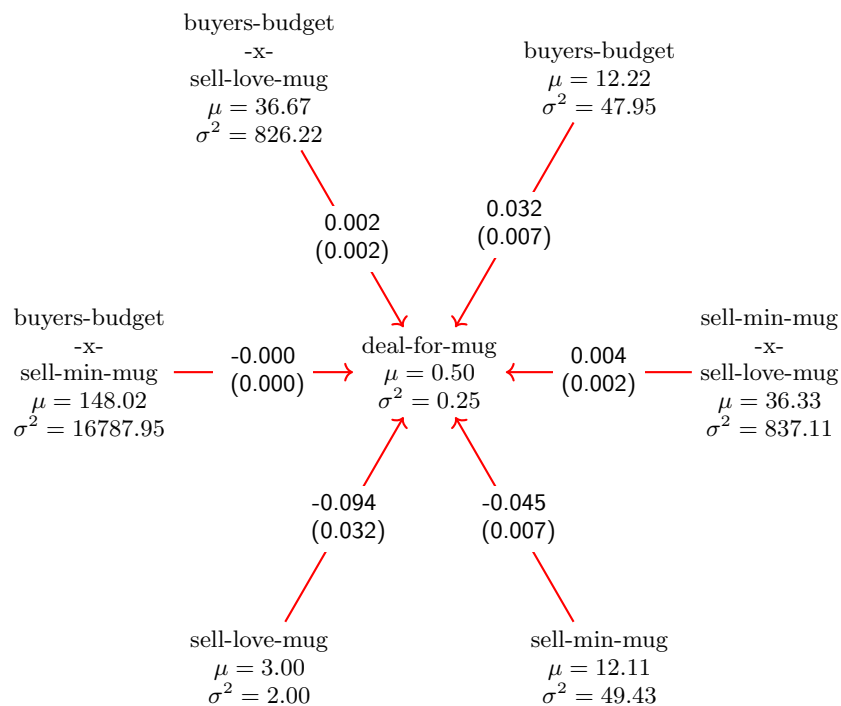 buyers-budget
-x-
sell-love-mug
μ = 36.67
σ² = 826.22
buyers-budget
μ = 12.22
σ² = 47.95
0.002
(0.002)
0.032
(0.007)
buyers-budget
-x-
sell-min-mug
μ = 148.02
σ² = 16787.95
-0.000
(0.000)
deal-for-mug
μ = 0.50
σ² = 0.25
0.004
(0.002)
sell-min-mug
-x-
sell-love-mug
μ = 36.33
σ² = 837.11
-0.094
(0.032)
-0.045
(0.007)
sell-love-mug
μ = 3.00
σ² = 2.00
sell-min-mug
μ = 12.11
σ² = 49.43